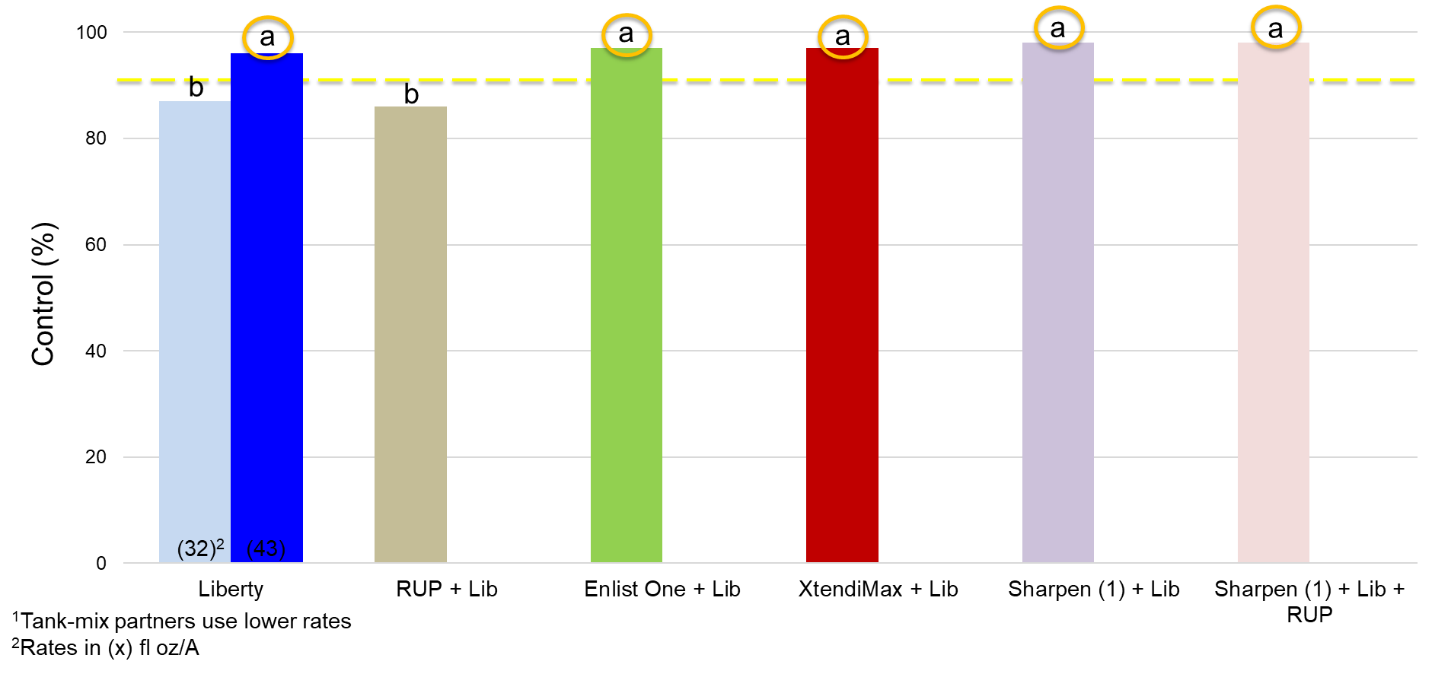 100
80
60
40
20
0
Control (%)
b
a
b
a
a
a
a
(32)²
(43)
Liberty
RUP + Lib
Enlist One + Lib
XtendiMax + Lib
Sharpen (1) + Lib
Sharpen (1) + Lib +
RUP
¹Tank-mix partners use lower rates
²Rates in (x) fl oz/A